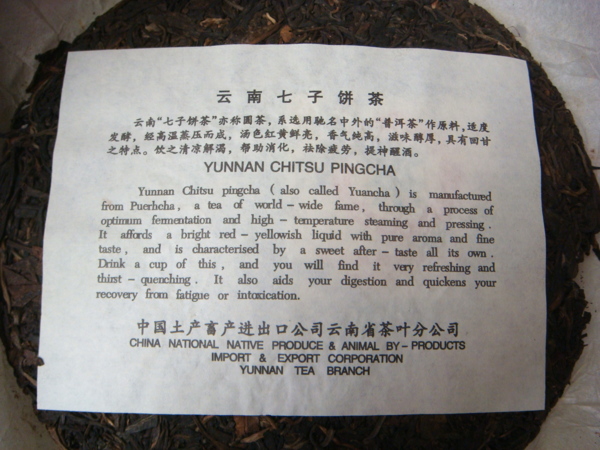 云南七子饼茶
云南“七子饼茶”亦称圆茶，系选用驰名中外的“普洱茶”作原料，适度
发酵，经高温蒸压而成，汤色红黄鲜亮，香气纯高，滋味醇厚，具有回甘
之特点。饮之清凉解渴，帮助消化，祛除疲劳，提神醒酒。
YUNNAN CHITSU PINGCHA
Yunnan Chitsu pingcha ( also called Yuancha ) is manufactured
from Puerhcha, a tea of world – wide fame, through a process of
optimum fermentation and high – temperature steaming and pressing .
It affords a bright red – yellowish liquid with pure aroma and fine
taste , and is characterised by a sweet after – taste all its own .
Drink a cup of this , and you will find it very refreshing and
thirst – quenching . It also aids your digestion and quickens your
recovery from fatigue or intoxication.
中国土产畜产进出口公司云南省茶叶分公司
CHINA NATIONAL NATIVE PRODUCE & ANIMAL BY – PRODUCTS
IMPORT & EXPORT CORPORATION
YUNNAN TEA BRANCH